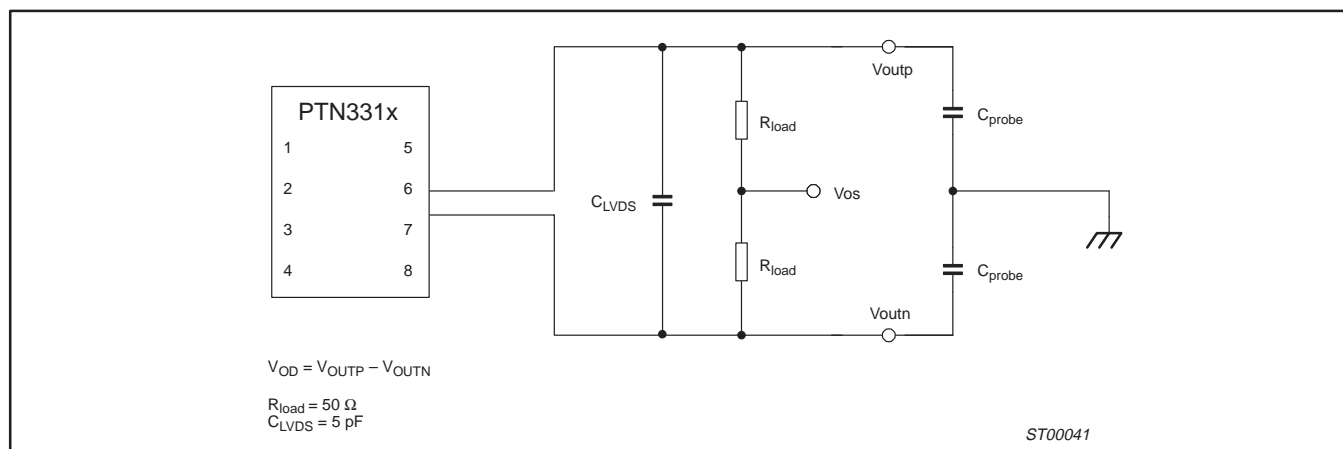 PTN331x
1 5
2 6
3 7
4 8
Voutp
Rload
Cprobe
CLVDS
Vos
Rload
Cprobe
Voutn
VOD = VOUTP – VOUTN
Rload = 50 Ω
CLVDS = 5 pF
ST00041